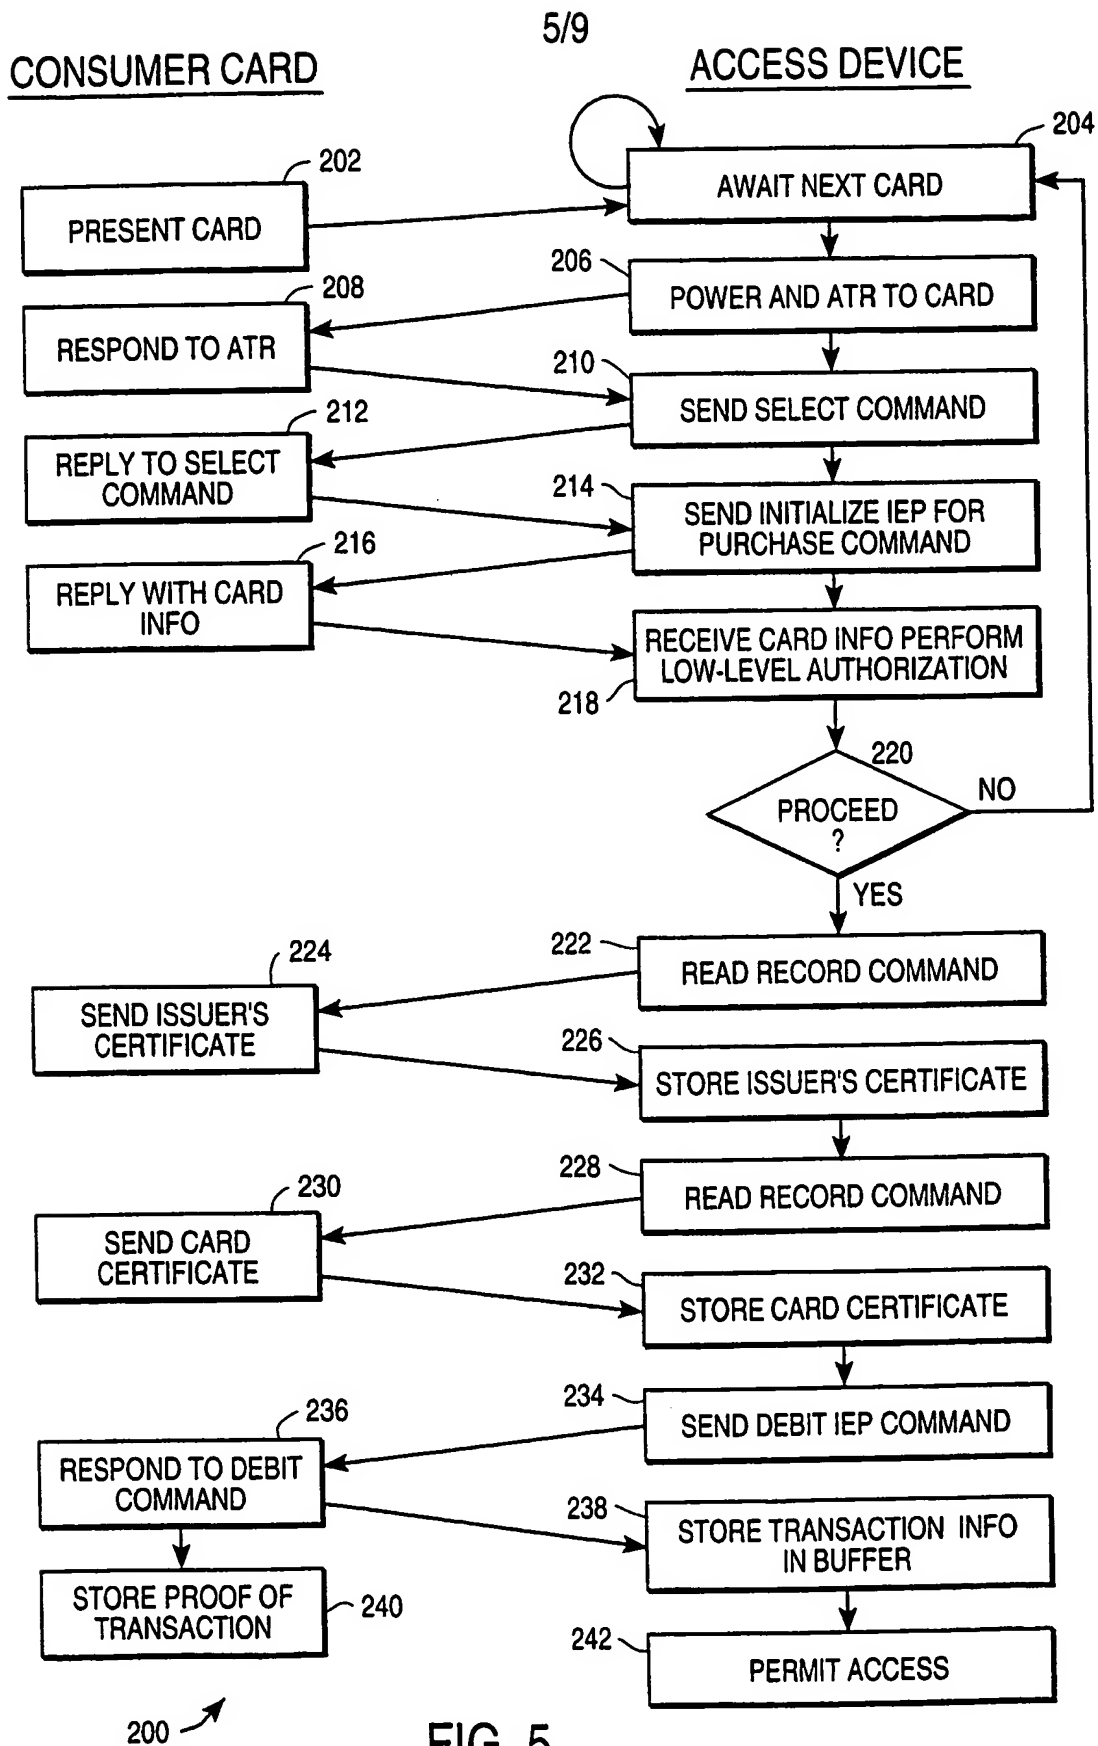 5/9
CONSUMER CARD
ACCESS DEVICE
204
AWAIT NEXT CARD
202
PRESENT CARD
206
POWER AND ATR TO CARD
208
RESPOND TO ATR
210
SEND SELECT COMMAND
212
REPLY TO SELECT
COMMAND
214
SEND INITIALIZE IEP FOR
PURCHASE COMMAND
216
REPLY WITH CARD
INFO
RECEIVE CARD INFO PERFORM
LOW-LEVEL AUTHORIZATION
218
220
PROCEED
?
NO
YES
222
READ RECORD COMMAND
224
SEND ISSUER'S
CERTIFICATE
226
STORE ISSUER'S CERTIFICATE
228
READ RECORD COMMAND
230
SEND CARD
CERTIFICATE
232
STORE CARD CERTIFICATE
234
SEND DEBIT IEP COMMAND
236
RESPOND TO DEBIT
COMMAND
238
STORE TRANSACTION INFO
IN BUFFER
STORE PROOF OF
TRANSACTION
240
242
PERMIT ACCESS
200
FIG. 5